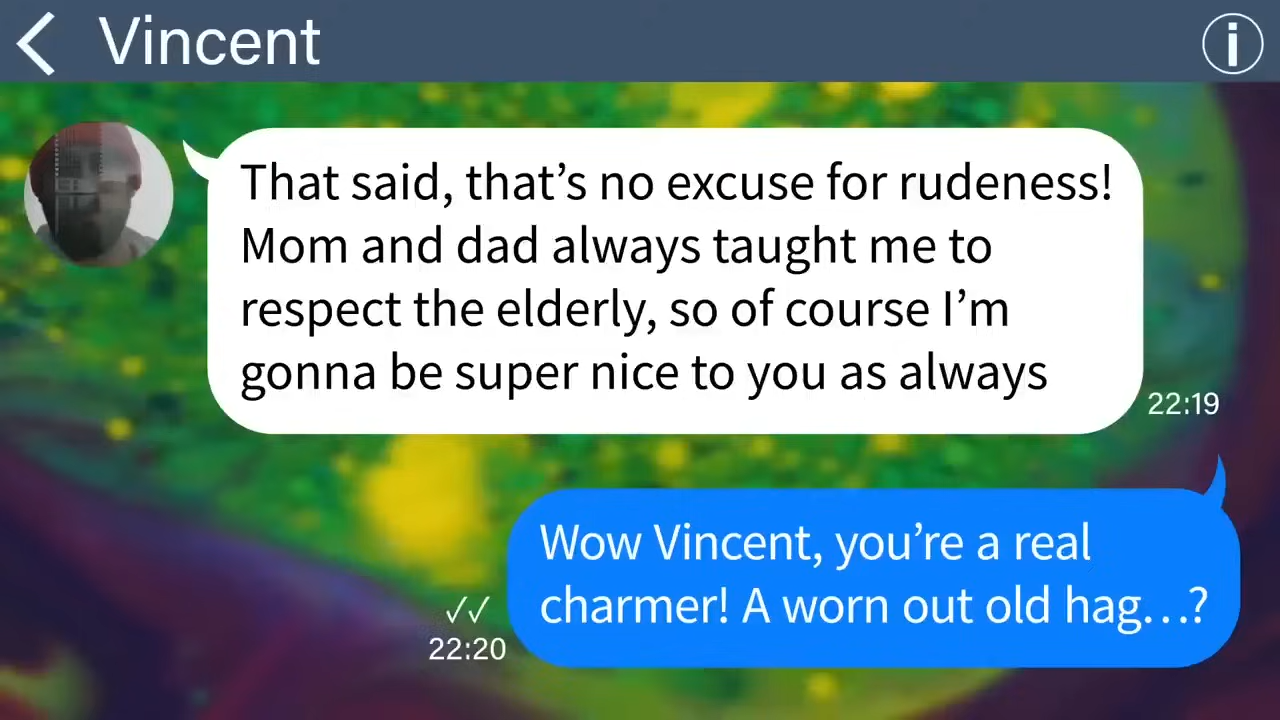 Vincent
That said, that’s no excuse for rudeness!
Mom and dad always taught me to
respect the elderly, so of course I’m
gonna be super nice to you as always
22:19
Wow Vincent, you’re a real
charmer! A worn out old hag…?
22:20